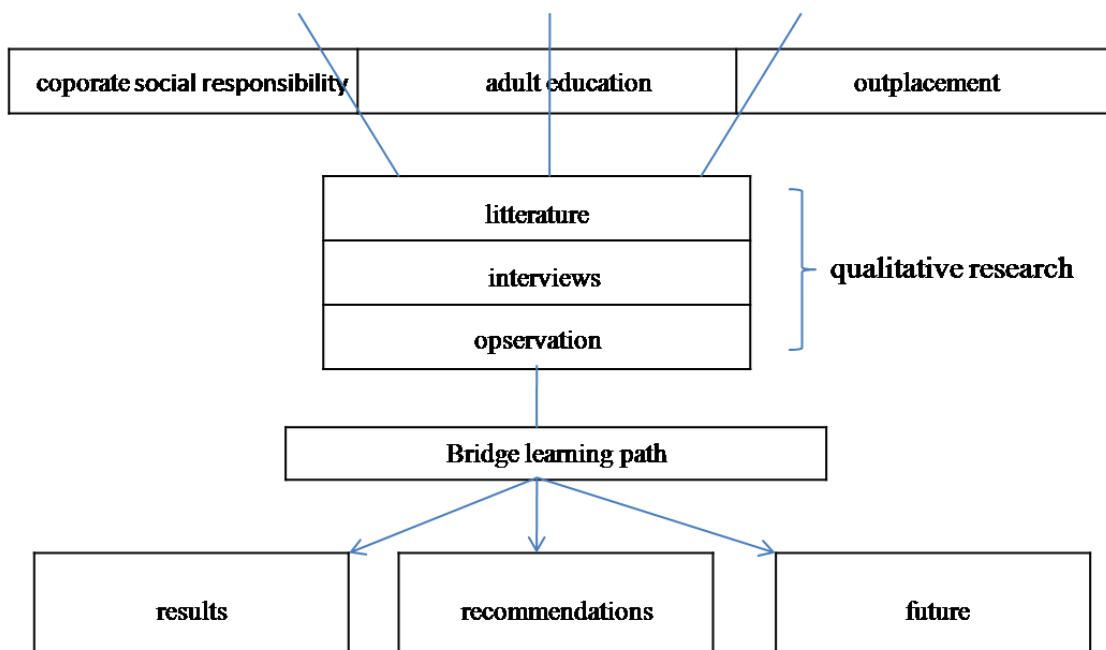 coporate social responsibility
adult education
outplacement
litterature
interviews
opservation
qualitative research
Bridge learning path
results
recommendations
future